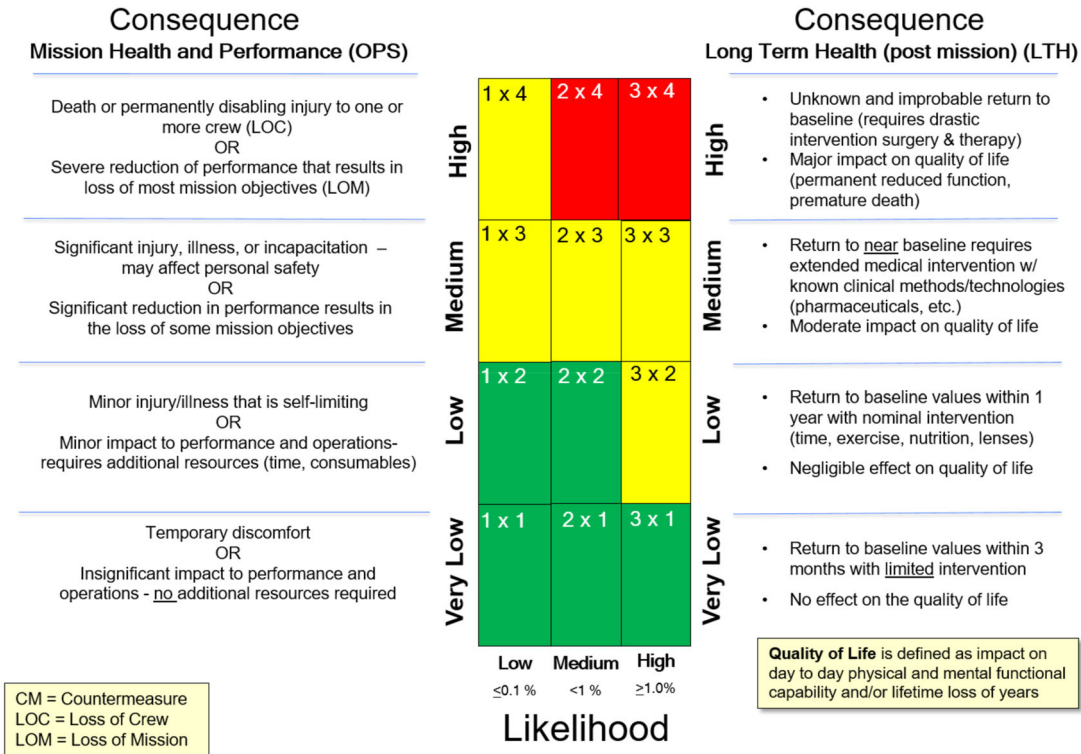 Consequence
Mission Health and Performance (OPS)
Death or permanently disabling injury to one or
more crew (LOC)
OR
Severe reduction of performance that results in
loss of most mission objectives (LOM)
Significant injury, illness, or incapacitation –
may affect personal safety
OR
Significant reduction in performance results in
the loss of some mission objectives
Minor injury/illness that is self-limiting
OR
Minor impact to performance and operations-
requires additional resources (time, consumables)
Temporary discomfort
OR
Insignificant impact to performance and
operations - no additional resources required
CM = Countermeasure
LOC = Loss of Crew
LOM = Loss of Mission
High
1 x 4 2 x 4 3 x 4
Medium
1 x 3 2 x 3 3 x 3
Low
1 x 2 2 x 2 3 x 2
Very Low
1 x 1 2 x 1 3 x 1
Low Medium High
≤0.1 % <1 % ≥1.0%
Likelihood
High
Medium
Low
Very Low
Consequence
Long Term Health (post mission) (LTH)
• Unknown and improbable return to
baseline (requires drastic
intervention surgery & therapy)
• Major impact on quality of life
(permanent reduced function,
premature death)
• Return to near baseline requires
extended medical intervention w/
known clinical methods/technologies
(pharmaceuticals, etc.)
• Moderate impact on quality of life
• Return to baseline values within 1
year with nominal intervention
(time, exercise, nutrition, lenses)
• Negligible effect on quality of life
• Return to baseline values within 3
months with limited intervention
• No effect on the quality of life
Quality of Life is defined as impact on
day to day physical and mental functional
capability and/or lifetime loss of years